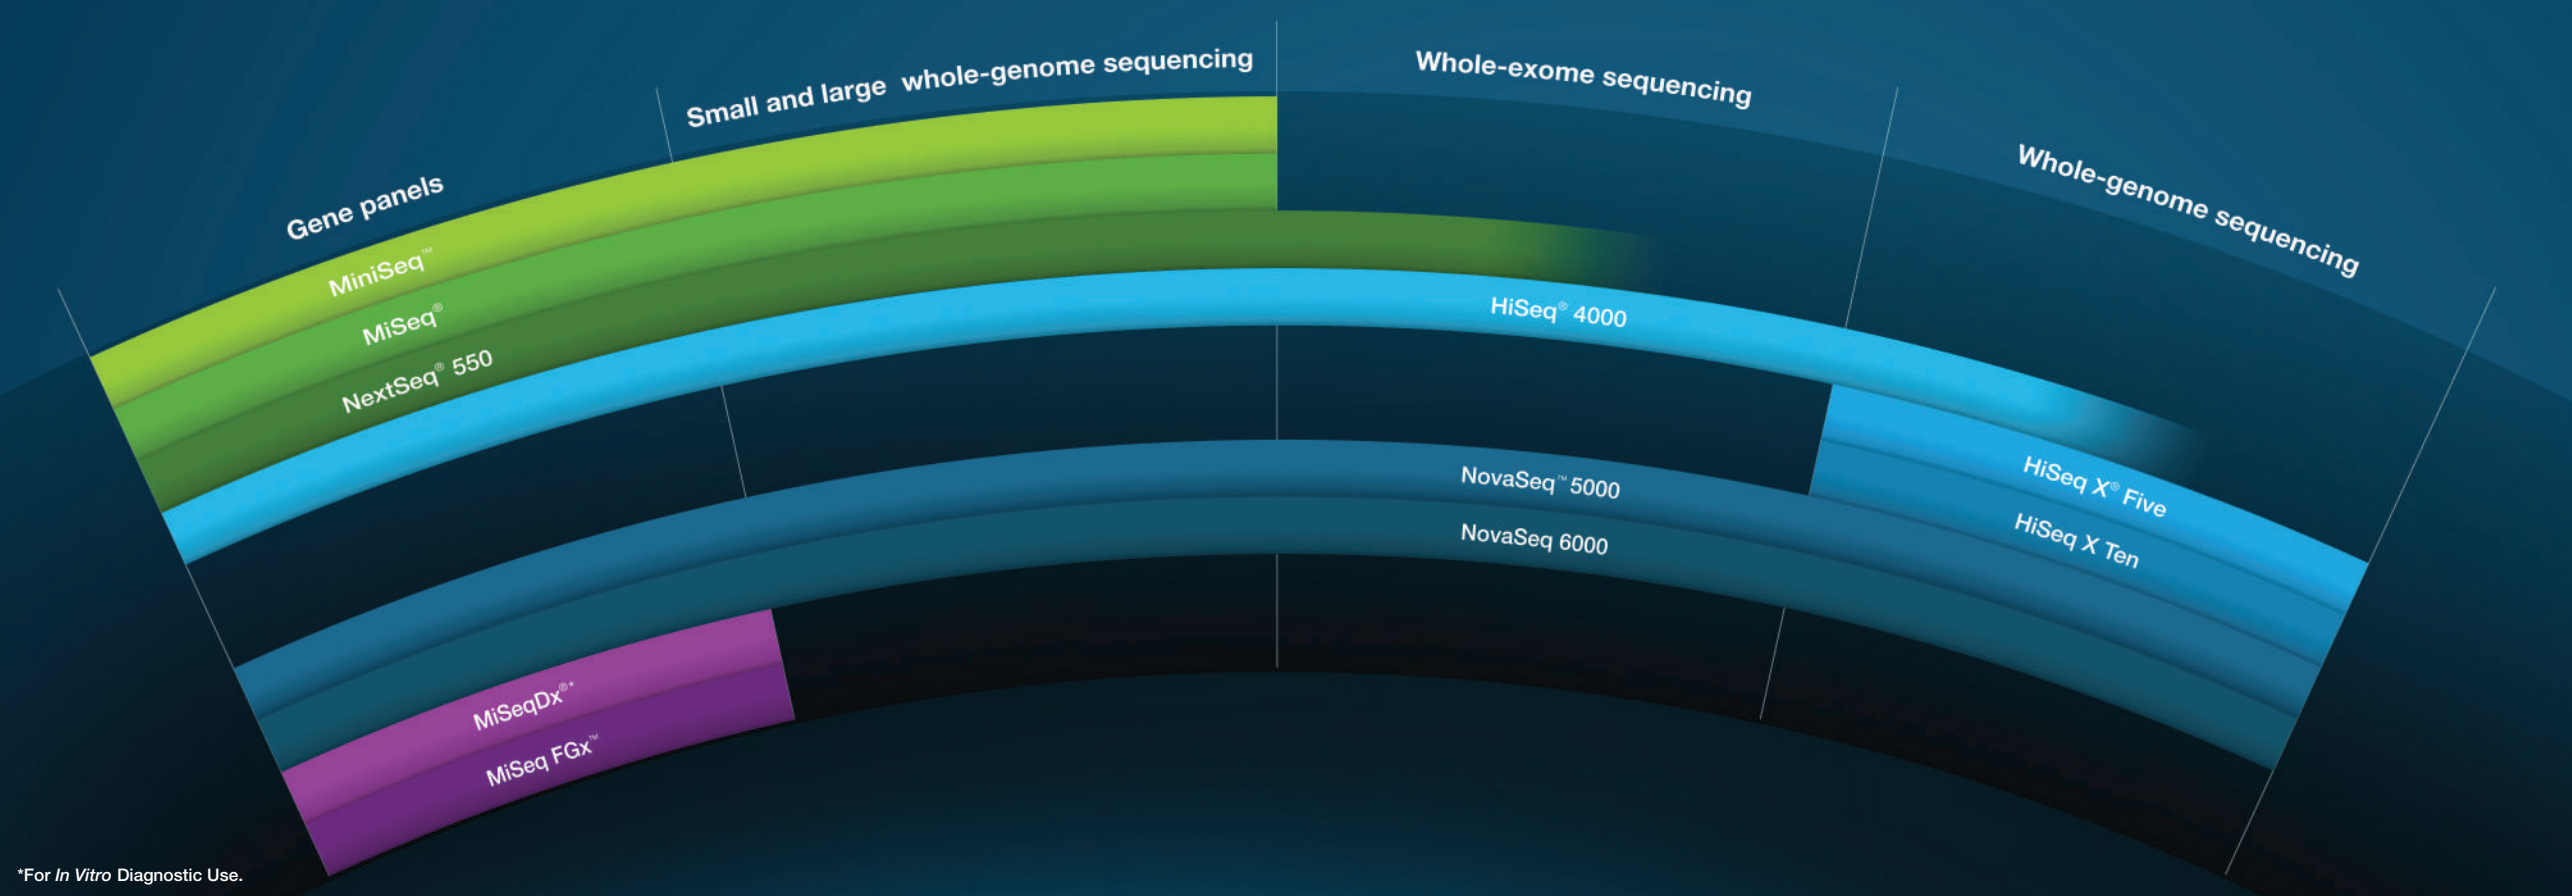 Gene panels
Small and large whole-genome sequencing
Whole-exome sequencing
Whole-genome sequencing
MiniSeq™
MiSeq®
NextSeq® 550
HiSeq® 4000
HiSeq X® Five
HiSeq X Ten
NovaSeq™ 5000
NovaSeq 6000
MiSeqDx®*
MiSeq FGx™
*For In Vitro Diagnostic Use.